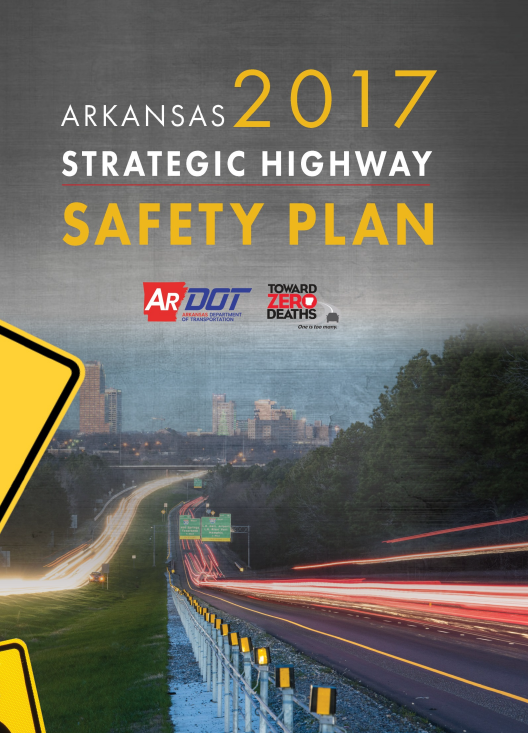 ARKANSAS 2017
STRATEGIC HIGHWAY
SAFETY PLAN
ARDOT
ARKANSAS DEPARTMENT
OF TRANSPORTATION
TOWARD
ZERO
DEATHS
One is too many.